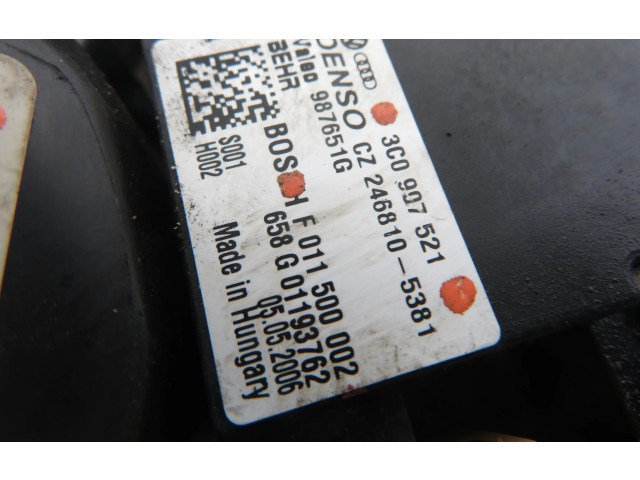 3C0 907 521
DENSO CZ 246810-5381
Valeo 987651G
BEHR
BOSCH F 011 500 002
658 G 01193762
05.05.2006
S001
H002
Made in Hungary